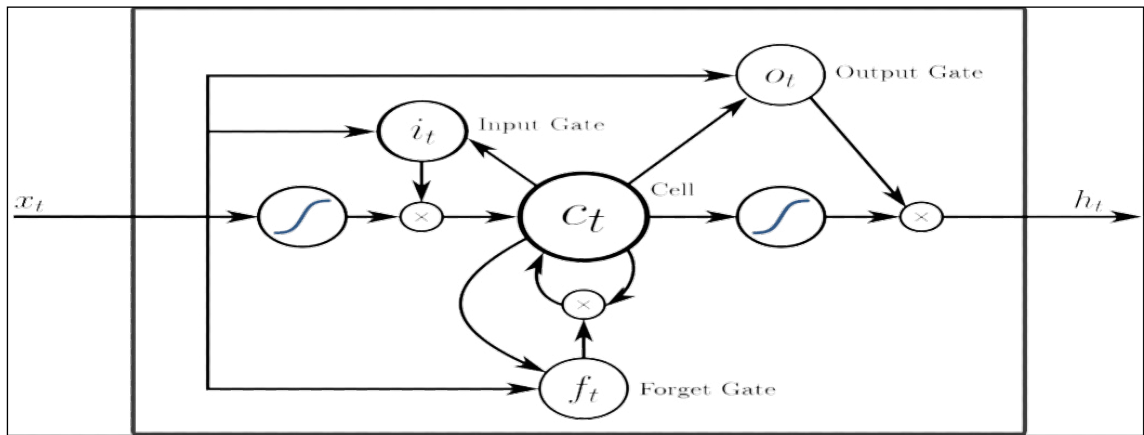 o_t Output Gate
i_t Input Gate
x_t
Cell
c_t
h_t
×
×
×
f_t Forget Gate